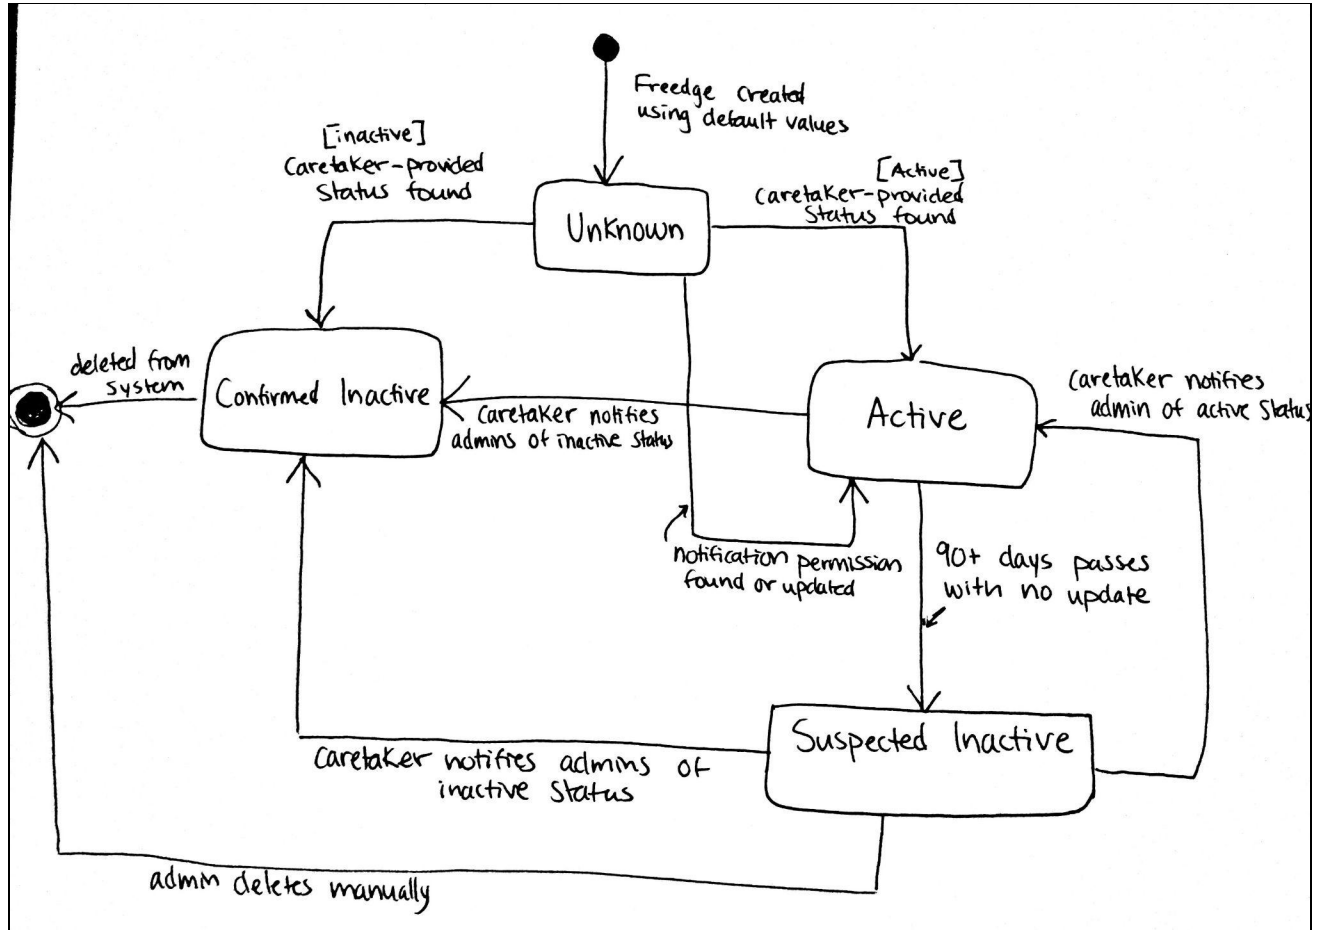 Freedge created
using default values
[inactive]
Caretaker-provided
Status found
[Active]
Caretaker-provided
Status found
Unknown
deleted from
system
Confirmed Inactive
Caretaker notifies
admins of inactive status
Active
Caretaker notifies
admin of active status
notification permission
found or updated
90+ days passes
with no update
Suspected Inactive
Caretaker notifies admins of
inactive status
admin deletes manually